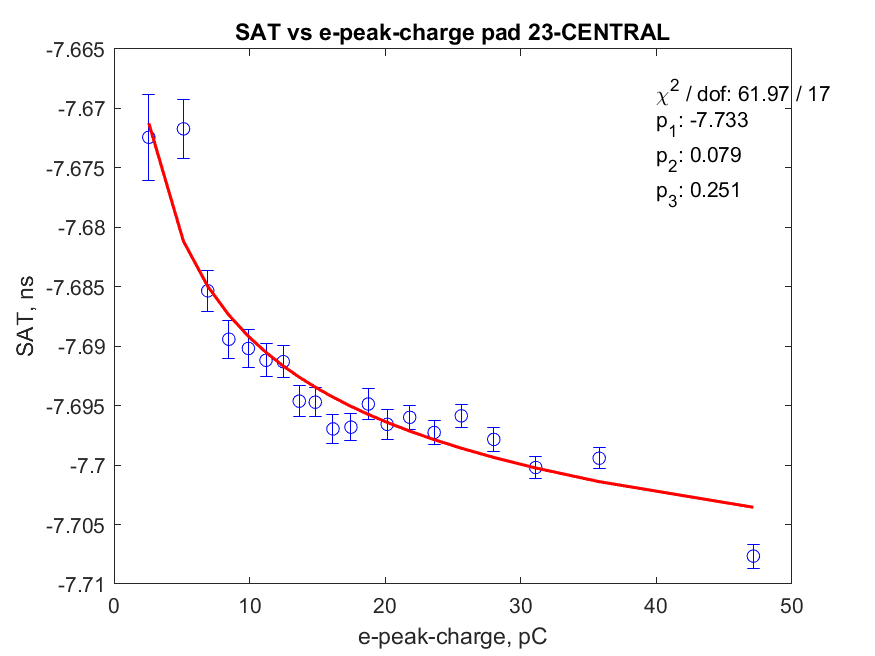 SAT vs e-peak-charge pad 23-CENTRAL
χ2 / dof: 61.97 / 17
p1: -7.733
p2: 0.079
p3: 0.251
-7.665
-7.67
-7.675
-7.68
-7.685
-7.69
-7.695
-7.7
-7.705
-7.71
SAT, ns
0 10 20 30 40 50
e-peak-charge, pC